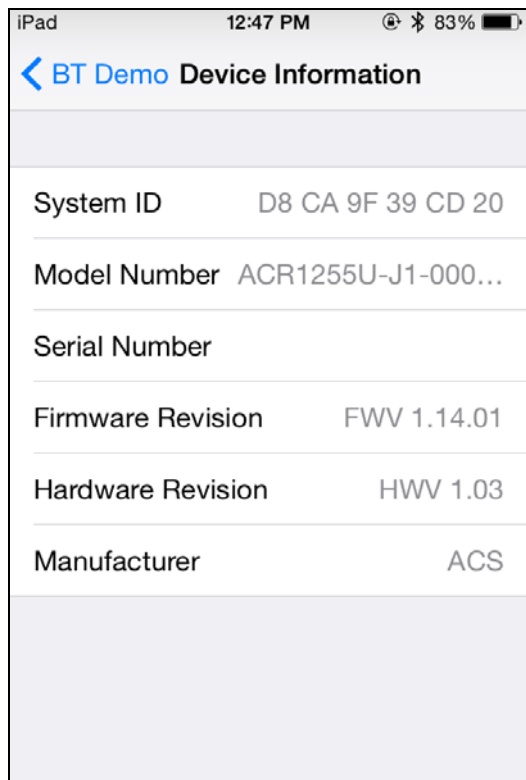 iPad 12:47 PM 83%
BT Demo Device Information
System ID D8 CA 9F 39 CD 20
Model Number ACR1255U-J1-000...
Serial Number
Firmware Revision FWV 1.14.01
Hardware Revision HWV 1.03
Manufacturer ACS